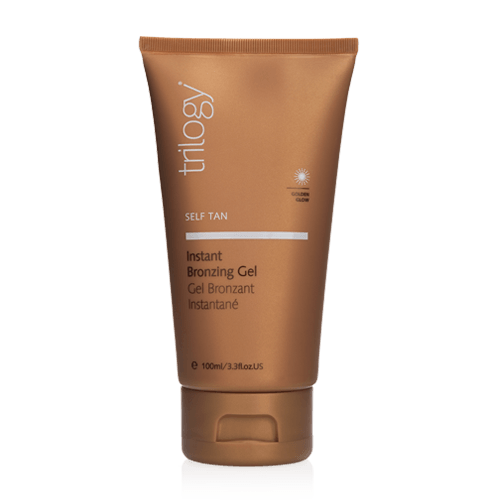 trilogy
GOLDEN
GLOW
SELF TAN
Instant
Bronzing Gel
Gel Bronzant
Instantané
e 100ml/3.3fl.oz.US